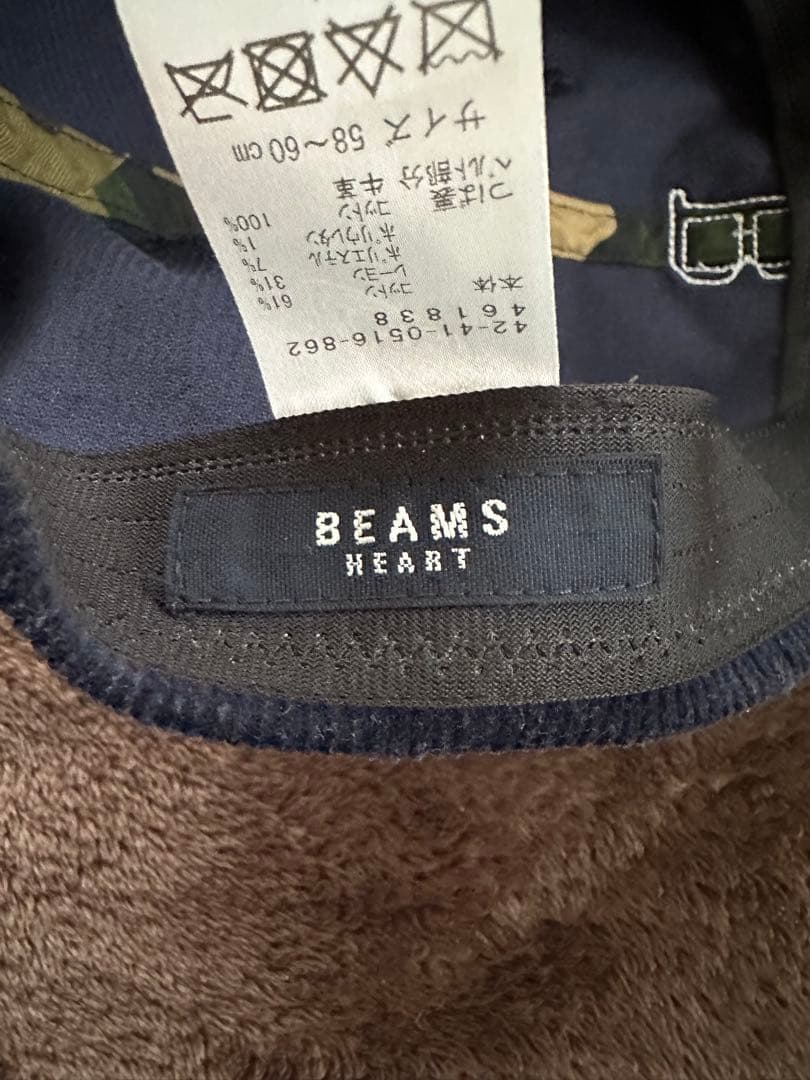 42-41-0516-862
461838
本体 コットン 61%
レーヨン 31%
ポリエステル 7%
ポリウレタン 1%
つば裏 コットン 100%
ベルト部分 牛革
サイズ 58~60cm
BEAMS
HEART